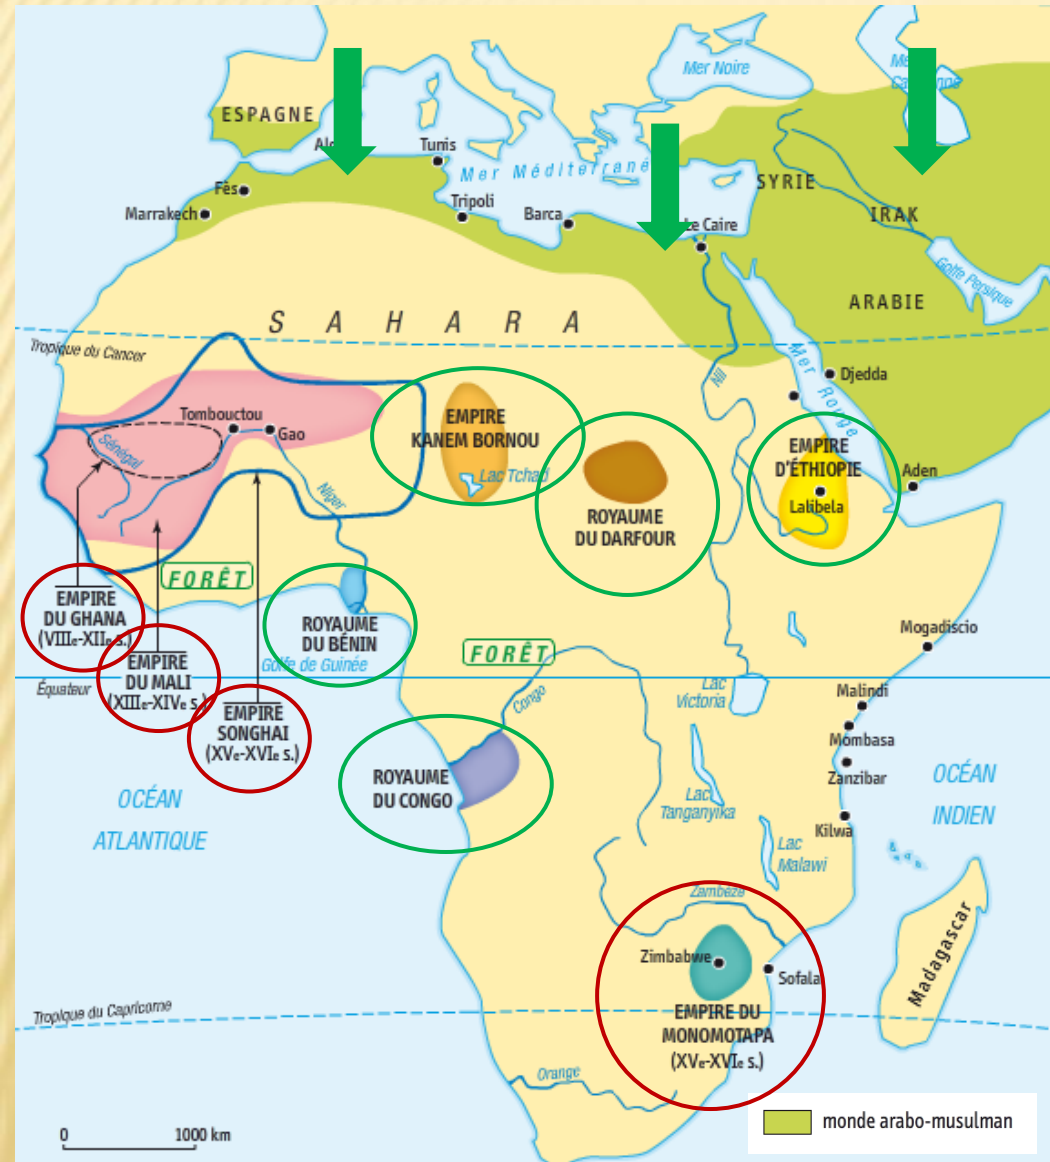 Mer Noire
ESPAGNE
Tunis
Mer Méditerrané
SYRIE
Fès
Marrakech
Tripoli
Barca
Le Caire
IRAK
Golfe Persique
ARABIE
SAHARA
Tropique du Cancer
Nil
Mer Rouge
Djedda
Tombouctou
Gao
Sénégal
Niger
EMPIRE
KANEM BORNOU
Lac Tchad
ROYAUME
DU DARFOUR
EMPIRE
D'ÉTHIOPIE
Lalibela
Aden
FORÊT
EMPIRE
DU GHANA
(VIIIe-XIIe s.)
EMPIRE
DU MALI
(XIIIe-XIVe s.)
EMPIRE
SONGHAI
(XVe-XVIe s.)
ROYAUME
DU BÉNIN
Golfe de Guinée
FORÊT
Mogadiscio
Équateur
Congo
Lac
Victoria
Malindi
Mombasa
Zanzibar
Kilwa
ROYAUME
DU CONGO
Lac
Tanganyika
Lac
Malawi
OCÉAN
ATLANTIQUE
OCÉAN
INDIEN
Zambèze
Zimbabwe
Sofala
Madagascar
EMPIRE DU
MONOMOTAPA
(XVe-XVIe s.)
Tropique du Capricorne
Orange
0 1000 km
monde arabo-musulman